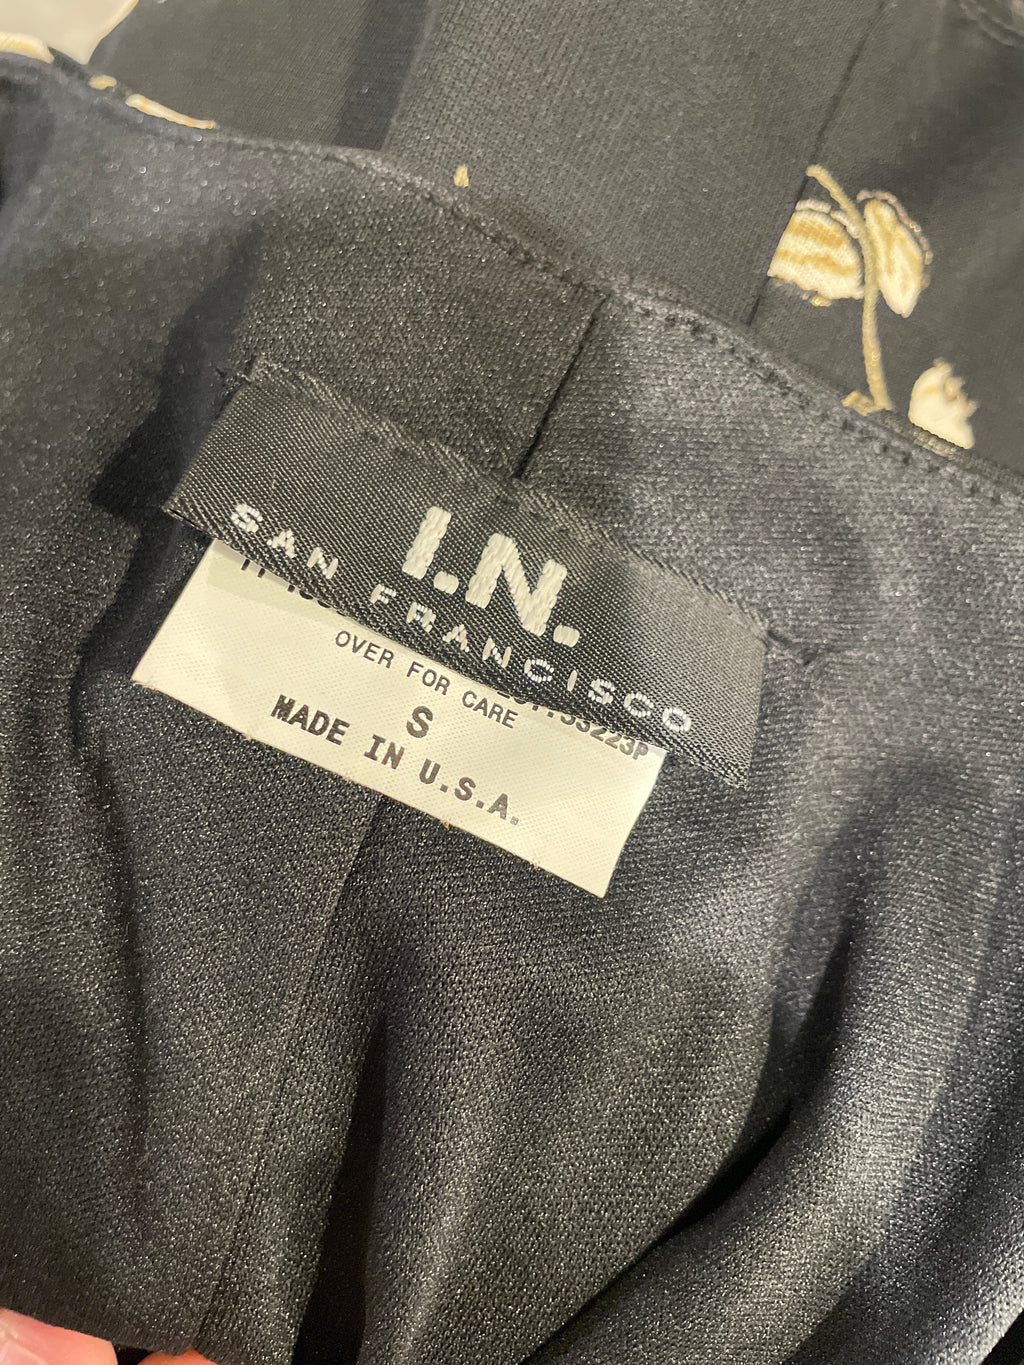 I.N.
SAN FRANCISCO
OVER FOR CARE
S
MADE IN U.S.A.